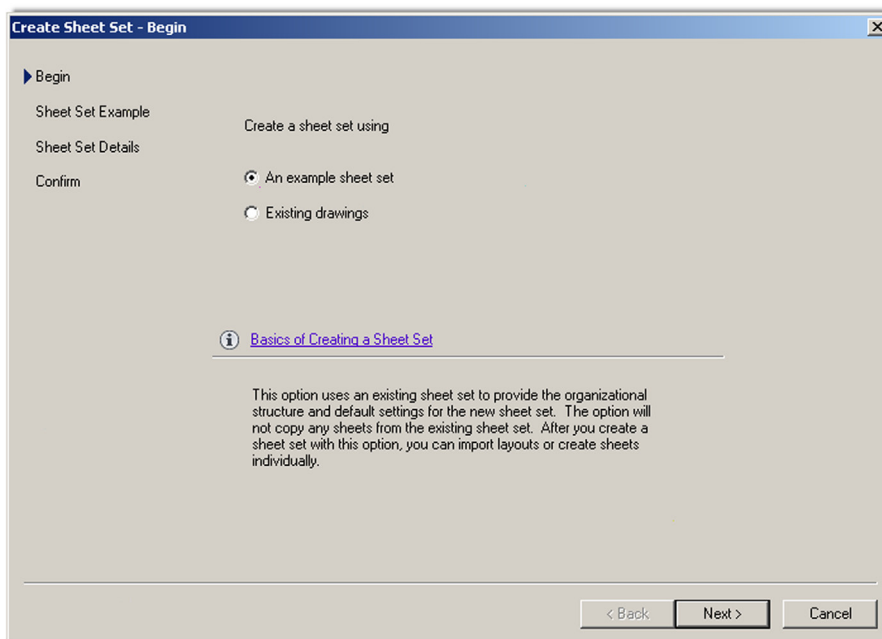 Create Sheet Set - Begin
Begin
Sheet Set Example
Sheet Set Details
Confirm
Create a sheet set using
An example sheet set
Existing drawings
Basics of Creating a Sheet Set
This option uses an existing sheet set to provide the organizational
structure and default settings for the new sheet set. The option will
not copy any sheets from the existing sheet set. After you create a
sheet set with this option, you can import layouts or create sheets
individually.
< Back Next > Cancel